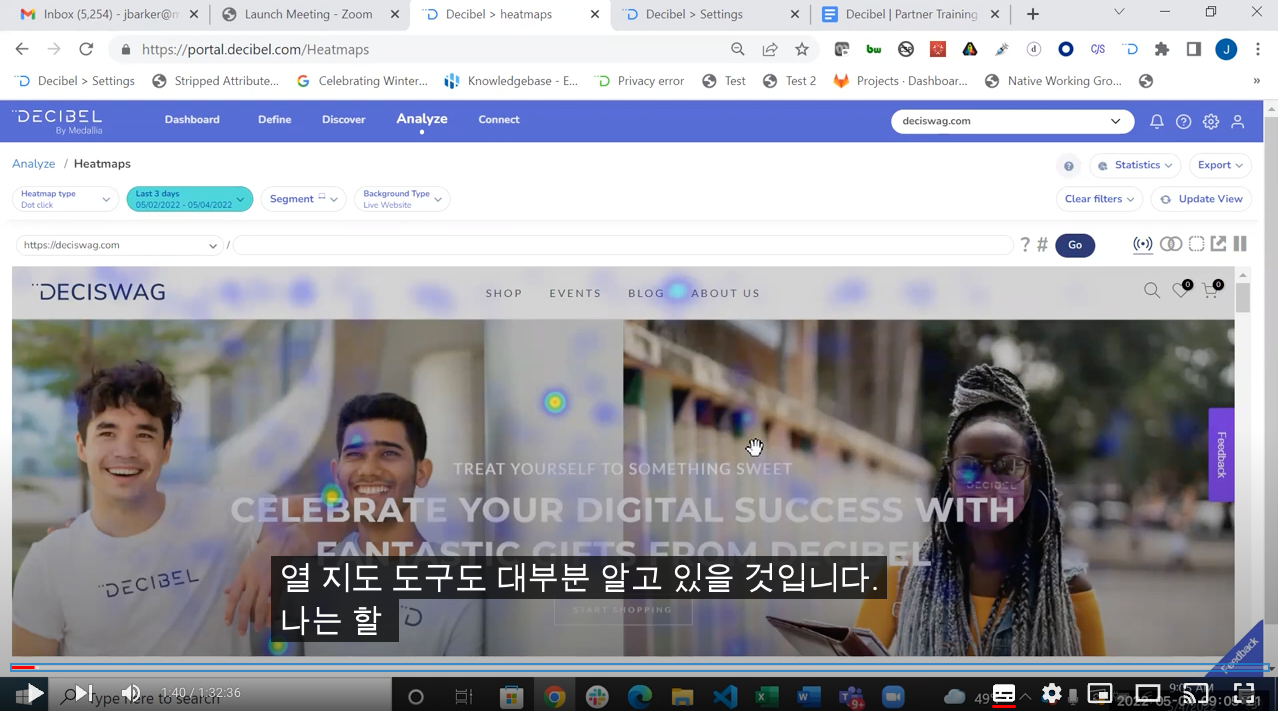 Inbox (5,254) - jbarker@m
Launch Meeting - Zoom
Decibel > heatmaps
Decibel > Settings
Decibel | Partner Training
https://portal.decibel.com/Heatmaps
bw
C/S
J
Decibel > Settings
Stripped Attribute...
Celebrating Winter...
Knowledgebase - E...
Privacy error
Test
Test 2
Projects · Dashboar...
Native Working Gro...
»
DECIBEL
By Medallia
Dashboard
Define
Discover
Analyze
Connect
deciswag.com
Analyze / Heatmaps
Statistics
Export
Heatmap type
Dot click
Last 3 days
05/02/2022 - 05/04/2022
Segment
Background Type
Live Website
Clear filters
Update View
https://deciswag.com
/
? #
Go
DECISWAG
SHOP
EVENTS
BLOG
ABOUT US
0
0
Feedback
TREAT YOURSELF TO SOMETHING SWEET
CELEBRATE YOUR DIGITAL SUCCESS WITH
FANTASTIC GIFTS FROM DECIBEL
DECIBEL
DECIBEL
START SHOPPING
열 지도 도구도 대부분 알고 있을 것입니다.
나는 할
Feedback
1:40 / 1:32:36
Type here to search
49°
9:05 AM